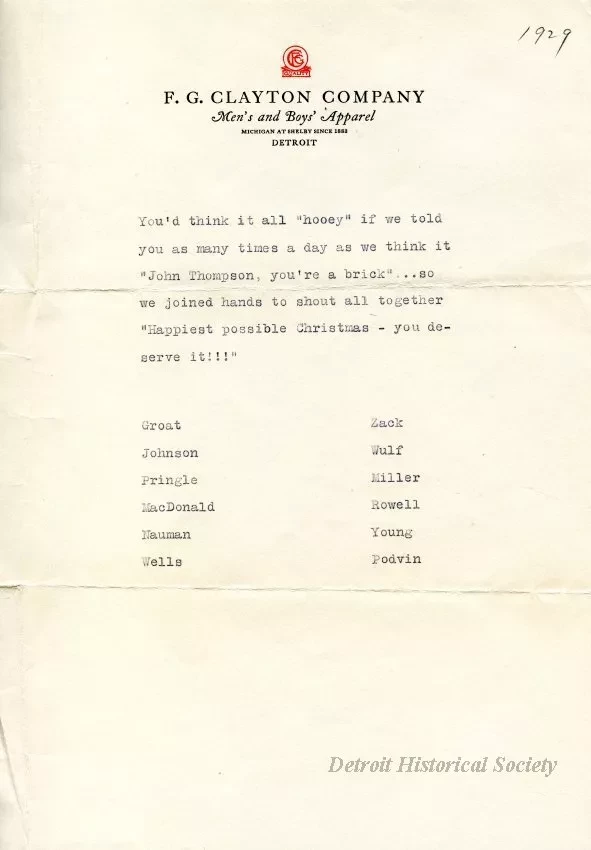 1929
QUALITY
F. G. CLAYTON COMPANY
Men's and Boys' Apparel
MICHIGAN AT SHELBY SINCE 1882
DETROIT
You'd think it all "hooey" if we told
you as many times a day as we think it
"John Thompson, you're a brick"...so
we joined hands to shout all together
"Happiest possible Christmas - you de-
serve it!!!"
Groat
Johnson
Pringle
MacDonald
Nauman
Wells
Zack
Wulf
Miller
Rowell
Young
Podvin
Detroit Historical Society